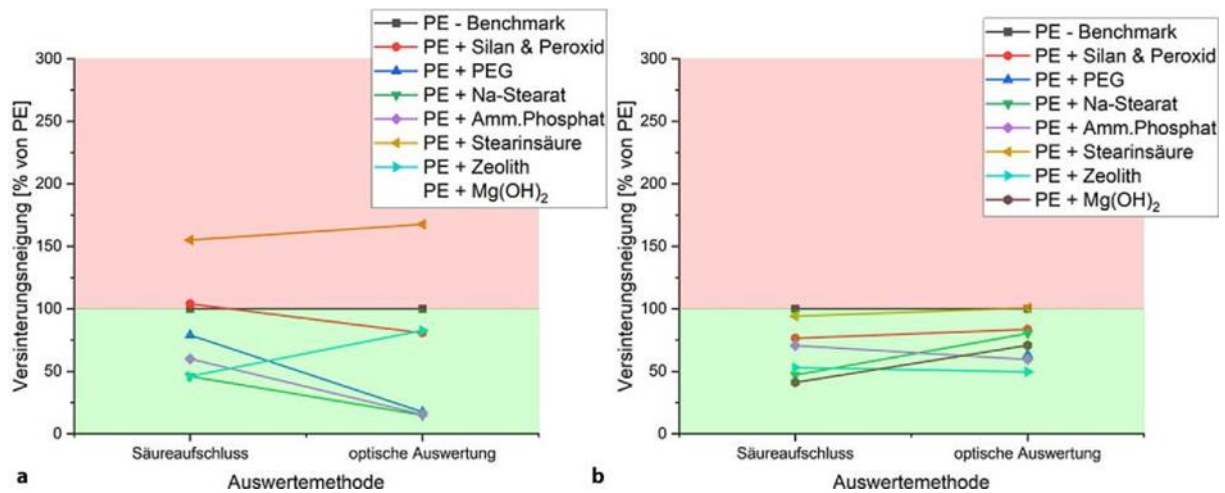 PE - Benchmark
PE + Silan & Peroxid
PE + PEG
PE + Na-Stearat
PE + Amm.Phosphat
PE + Stearinsäure
PE + Zeolith
PE + Mg(OH)₂
Versinterungsneigung [% von PE]
300
250
200
150
100
50
0
Säureaufschluss
optische Auswertung
Auswertemethode
a
PE - Benchmark
PE + Silan & Peroxid
PE + PEG
PE + Na-Stearat
PE + Amm.Phosphat
PE + Stearinsäure
PE + Zeolith
PE + Mg(OH)₂
Versinterungsneigung [% von PE]
300
250
200
150
100
50
0
Säureaufschluss
optische Auswertung
Auswertemethode
b